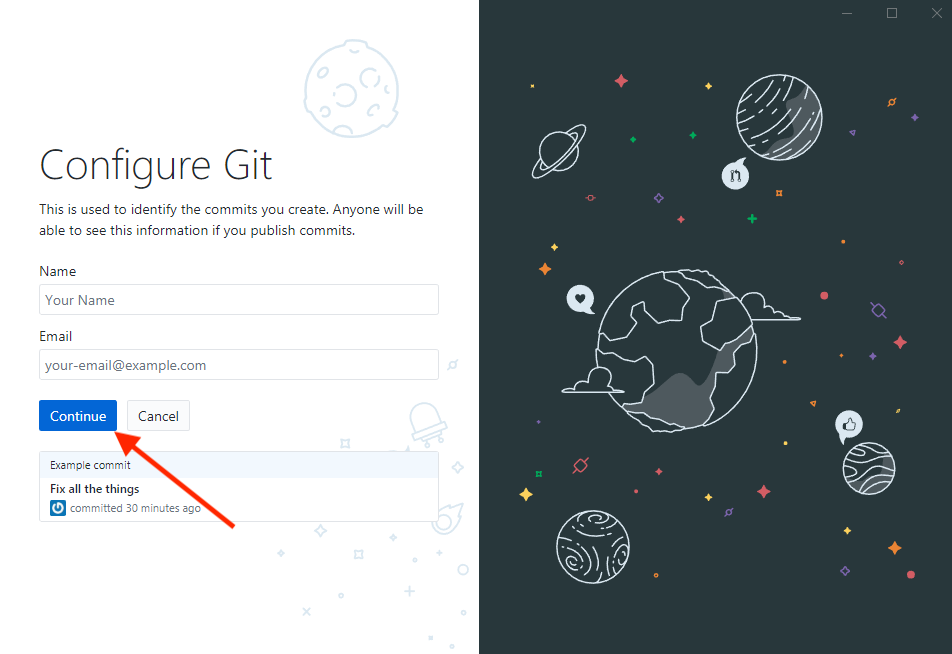 Configure Git
This is used to identify the commits you create. Anyone will be
able to see this information if you publish commits.
Name
Your Name
Email
your-email@example.com
Continue
Cancel
Example commit
Fix all the things
committed 30 minutes ago